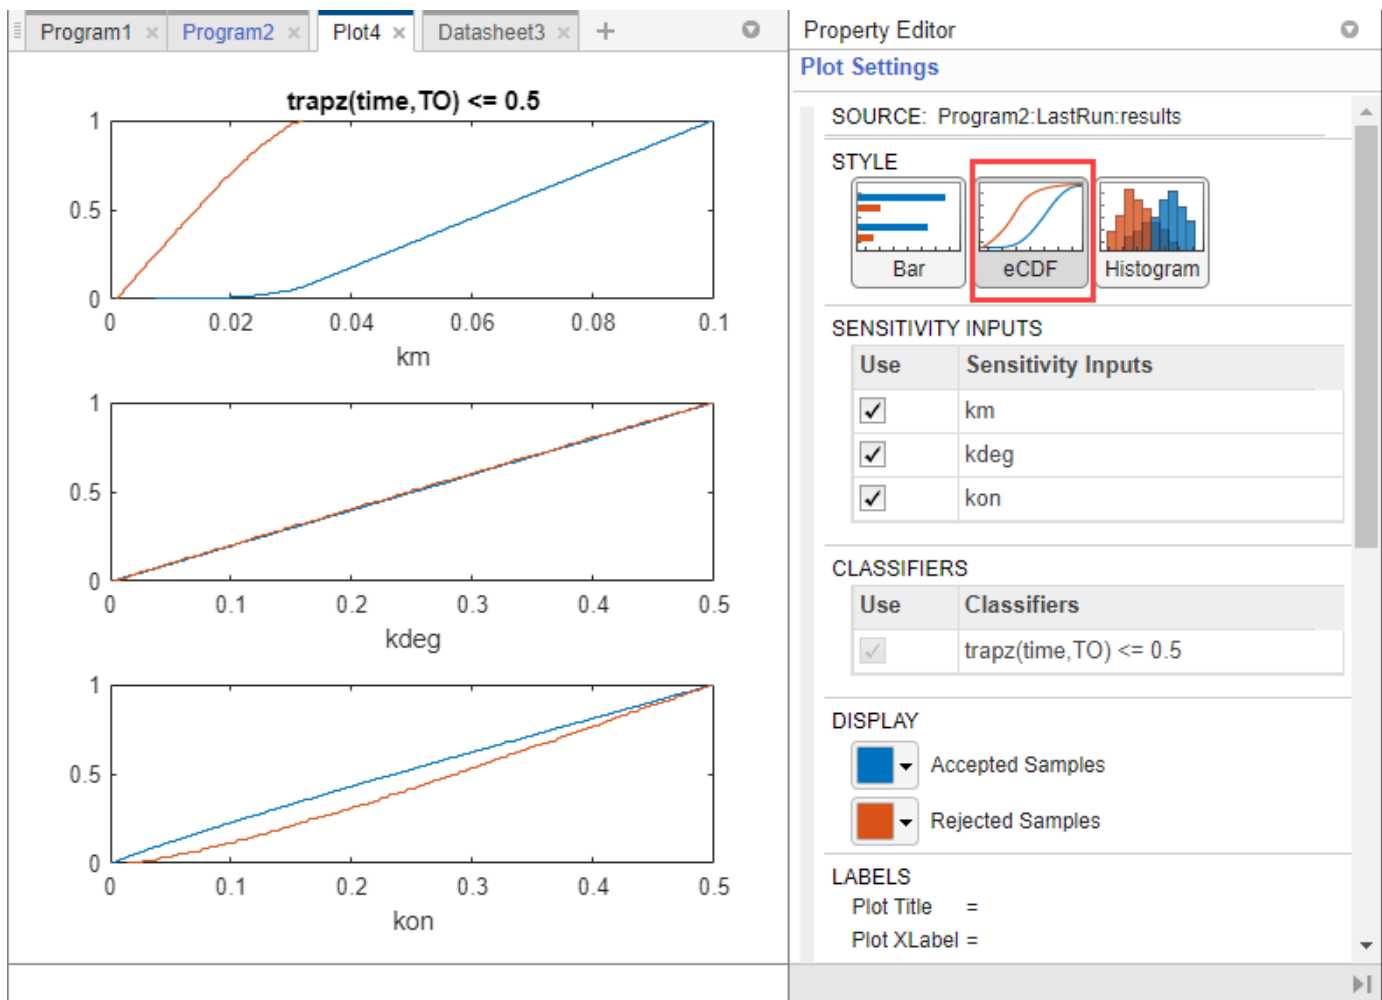 Program1 × Program2 × Plot4 × Datasheet3 × +
trapz(time,TO) <= 0.5
1
0.5
0
0 0.02 0.04 0.06 0.08 0.1
km
1
0.5
0
0 0.1 0.2 0.3 0.4 0.5
kdeg
1
0.5
0
0 0.1 0.2 0.3 0.4 0.5
kon
Property Editor
Plot Settings
SOURCE: Program2:LastRun:results
STYLE
Bar eCDF Histogram
SENSITIVITY INPUTS
Use Sensitivity Inputs
km
kdeg
kon
CLASSIFIERS
Use Classifiers
trapz(time,TO) <= 0.5
DISPLAY
Accepted Samples
Rejected Samples
LABELS
Plot Title =
Plot XLabel =